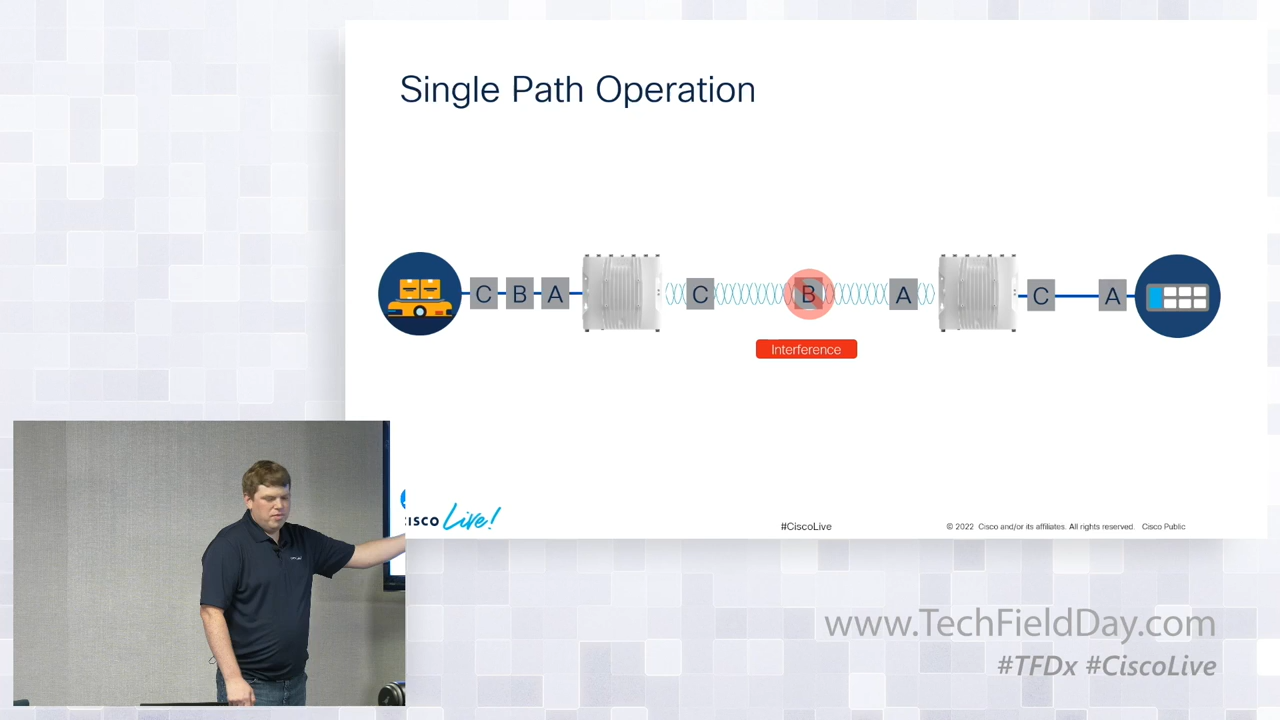 Single Path Operation
C B A C B A C A
Interference
CISCO Live!
#CiscoLive
© 2022 Cisco and/or its affiliates. All rights reserved. Cisco Public
www.TechFieldDay.com
#TFDx #CiscoLive